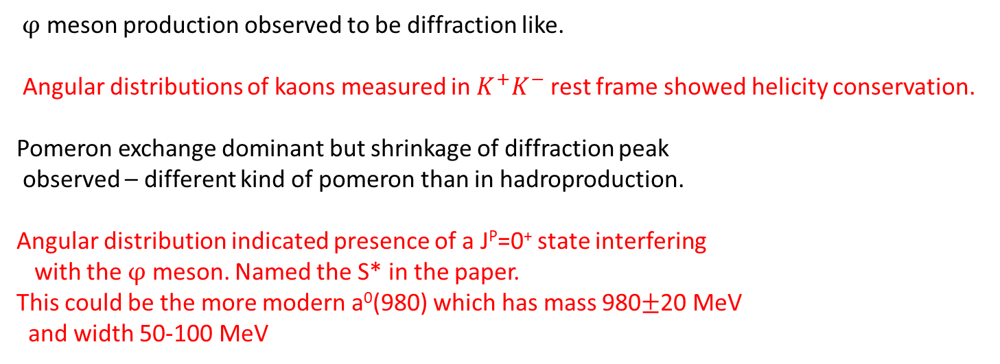 φ meson production observed to be diffraction like.
Angular distributions of kaons measured in K⁺K⁻ rest frame showed helicity conservation.
Pomeron exchange dominant but shrinkage of diffraction peak
observed – different kind of pomeron than in hadroproduction.
Angular distribution indicated presence of a Jᴾ=0⁺ state interfering
with the φ meson. Named the S* in the paper.
This could be the more modern a⁰(980) which has mass 980±20 MeV
and width 50-100 MeV